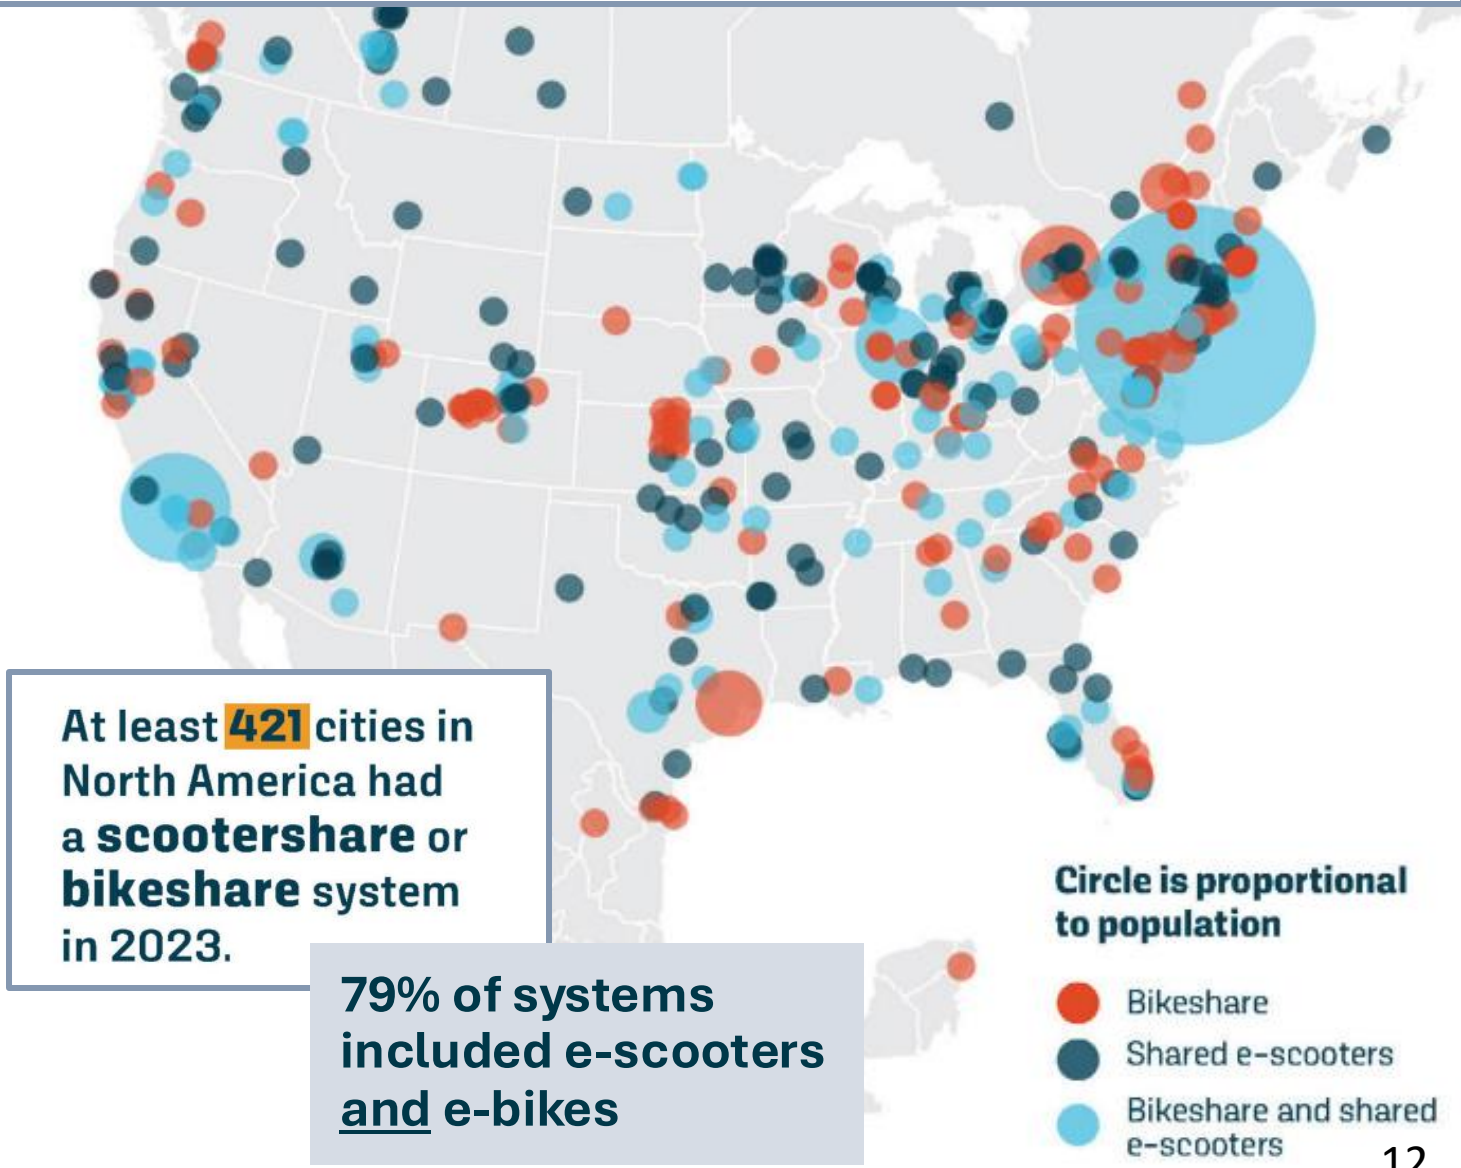 At least 421 cities in
North America had
a scootershare or
bikeshare system
in 2023.
79% of systems
included e-scooters
and e-bikes
Circle is proportional
to population
Bikeshare
Shared e-scooters
Bikeshare and shared
e-scooters
12